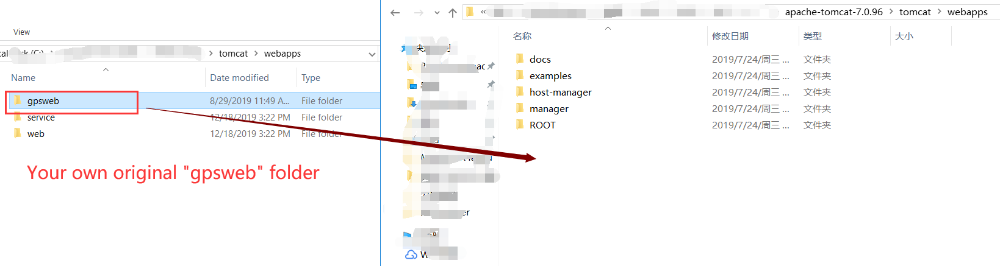 View
tomcat > webapps
Name
Date modified
Type
gpsweb
8/29/2019 11:49 A...
File folder
service
12/18/2019 3:22 PM
File folder
web
12/18/2019 3:22 PM
File folder
Your own original "gpsweb" folder
apache-tomcat-7.0.96 > tomcat > webapps
名称
修改日期
类型
大小
docs
2019/7/24/周三 ...
文件夹
examples
2019/7/24/周三 ...
文件夹
host-manager
2019/7/24/周三 ...
文件夹
manager
2019/7/24/周三 ...
文件夹
ROOT
2019/7/24/周三 ...
文件夹